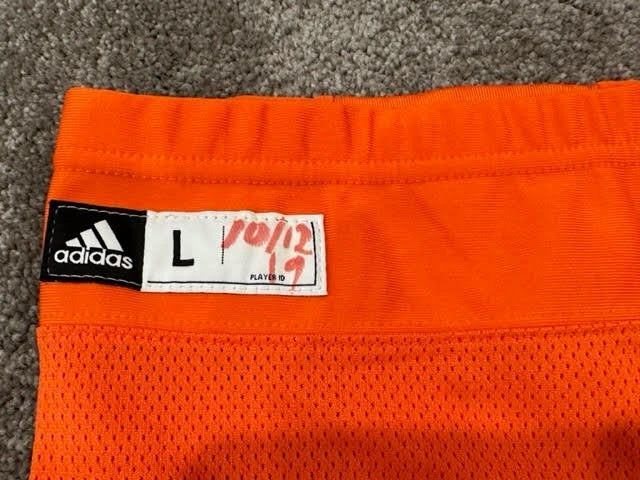 adidas
L
10/12
19
PLAYER ID